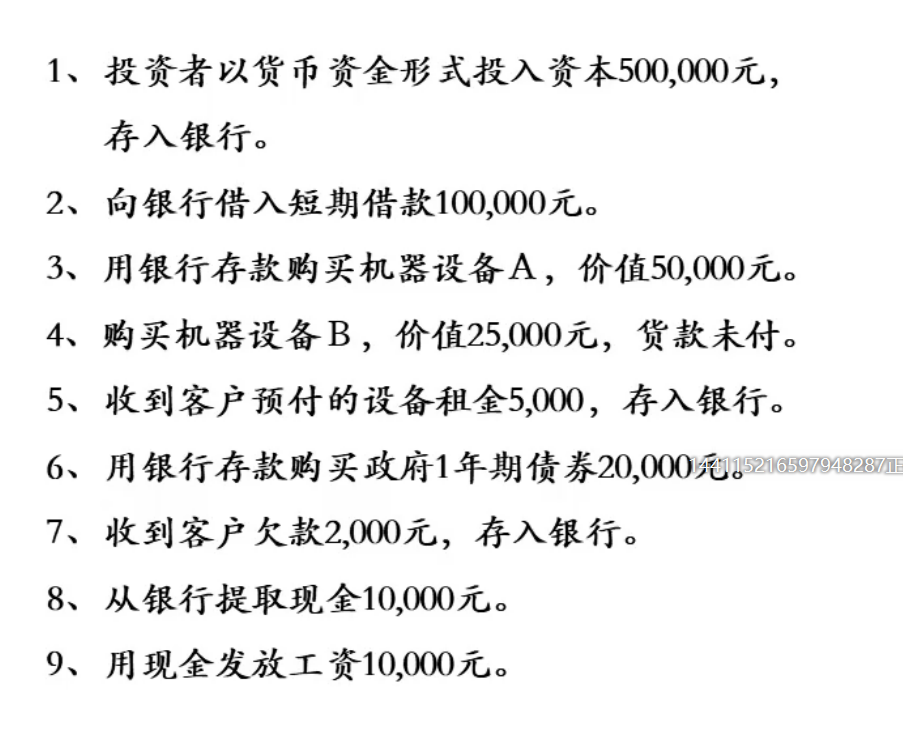 1、投资者以货币资金形式投入资本500,000元，
存入银行。
2、向银行借入短期借款100,000元。
3、用银行存款购买机器设备A，价值50,000元。
4、购买机器设备B，价值25,000元，货款未付。
5、收到客户预付的设备租金5,000，存入银行。
6、用银行存款购买政府1年期债券20,000元。
144115216597948287正
7、收到客户欠款2,000元，存入银行。
8、从银行提取现金10,000元。
9、用现金发放工资10,000元。